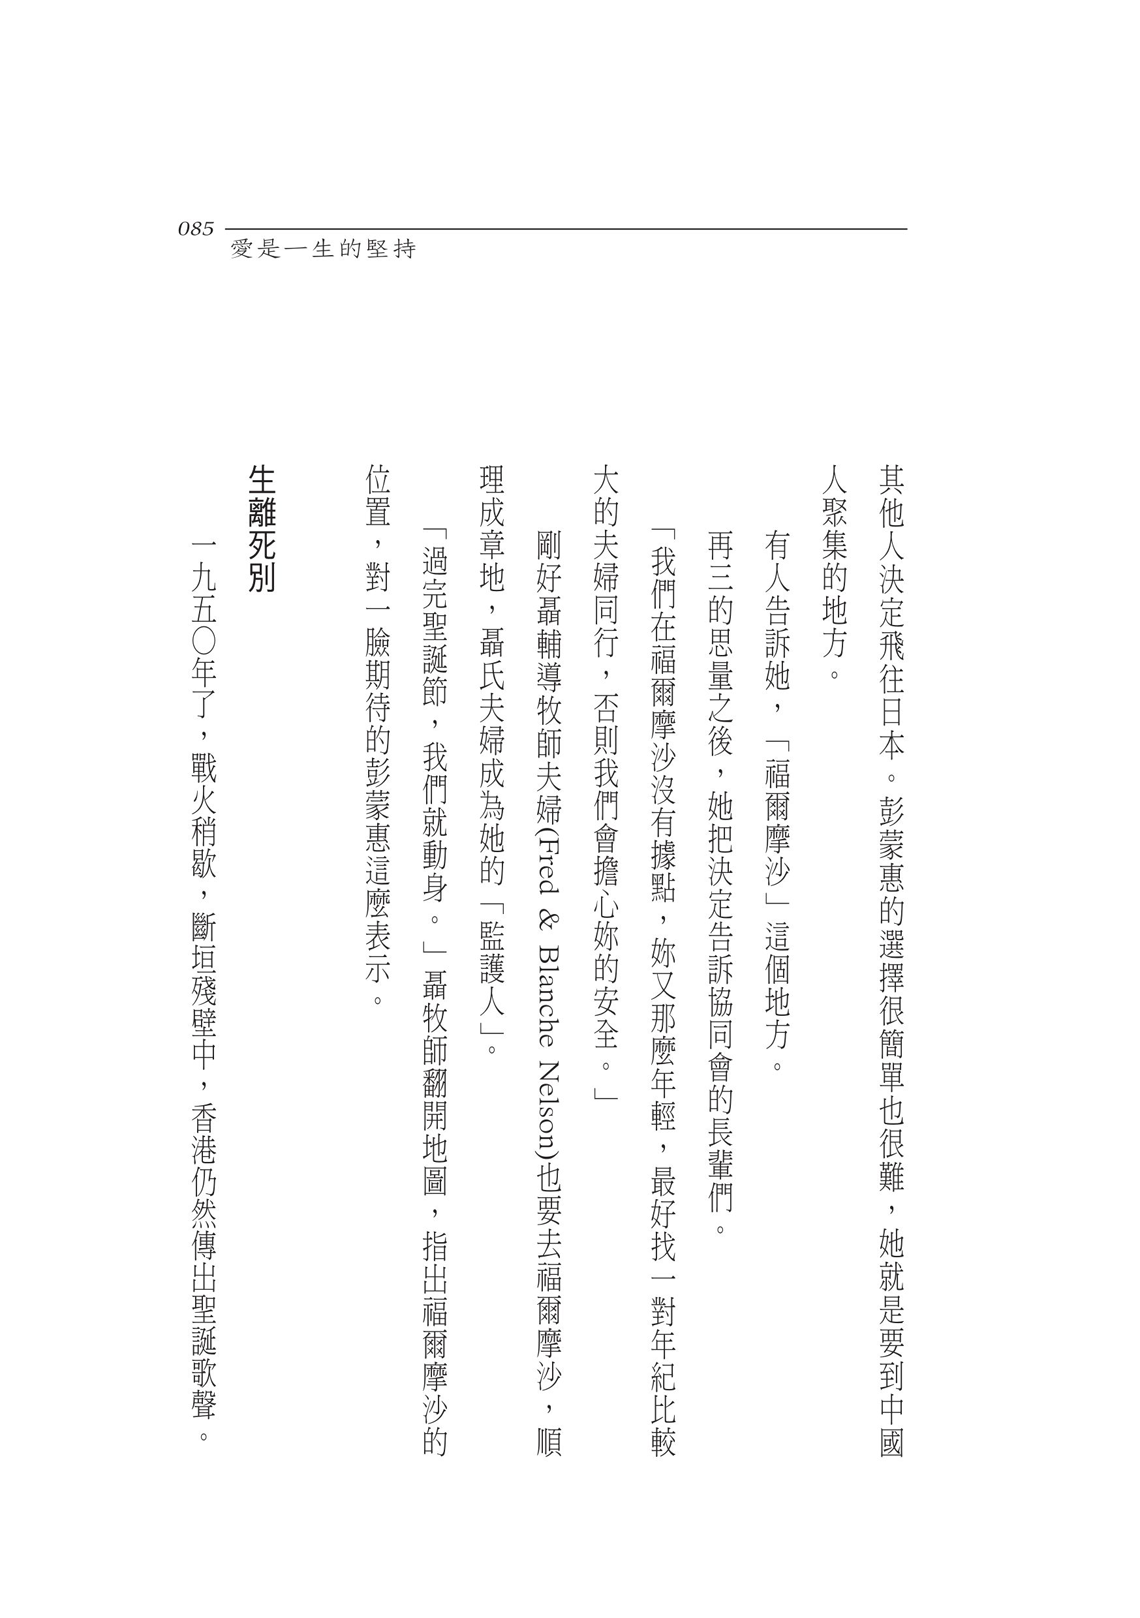 085
愛是一生的堅持
其他人決定飛往日本。彭蒙惠的選擇很簡單也很難，她就是要到中國
人聚集的地方。
有人告訴她，「福爾摩沙」這個地方。
再三的思量之後，她把決定告訴協同會的長輩們。
「我們在福爾摩沙沒有據點，妳又那麼年輕，最好找一對年紀比較
大的夫婦同行，否則我們會擔心妳的安全。」
剛好聶輔導牧師夫婦(Fred & Blanche Nelson)也要去福爾摩沙，順
理成章地，聶氏夫婦成為她的「監護人」。
「過完聖誕節，我們就動身。」聶牧師翻開地圖，指出福爾摩沙的
位置，對一臉期待的彭蒙惠這麼表示。
生離死別
一九五〇年了，戰火稍歇，斷垣殘壁中，香港仍然傳出聖誕歌聲。